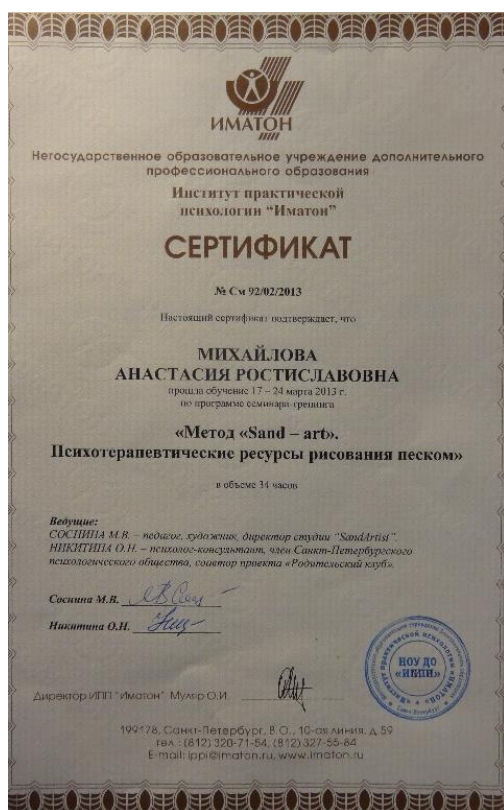 ИМАТОН
Негосударственное образовательное учреждение дополнительного
профессионального образования
Институт практической
психологии "Иматон"
СЕРТИФИКАТ
№ См 92/02/2013
Настоящий сертификат подтверждает, что
МИХАЙЛОВА
АНАСТАСИЯ РОСТИСЛАВОВНА
прошла обучение 17 – 24 марта 2013 г.
по программе семинара-тренинга
«Метод «Sand – art».
Психотерапевтические ресурсы рисования песком»
в объеме 34 часов
Ведущие:
СОСНИНА М.В. – педагог, художник, директор студии "SandArtist".
НИКИТИНА О.Н. – психолог-консультант, член Санкт-Петербургского
психологического общества, соавтор проекта «Родительский клуб».
Соснина М.В.
Никитина О.Н.
НОУ ДО
«ИППИ»
Директор ИПП "Иматон" Муляр О.И.
199178, Санкт-Петербург, В.О., 10-ая линия, д.59
тел.: (812) 320-71-54, (812) 327-55-84
E-mail: ippi@imaton.ru, www.imaton.ru